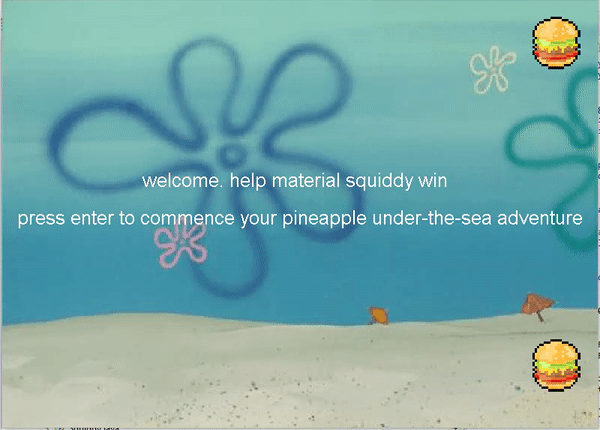 welcome. help material squiddy win
press enter to commence your pineapple under-the-sea adventure